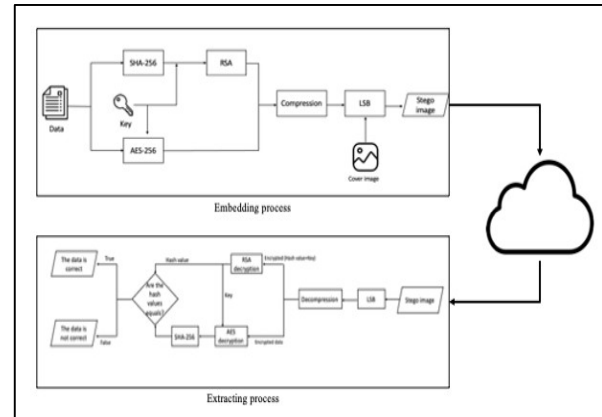 SHA-256
RSA
Data
Key
AES-256
Compression
LSB
Stego
image
Cover image
Embedding process
The data is
correct
True
Hash value
RSA
decryption
Encrypted (Hash value+Key)
Are the
hash
values
equals?
Key
Decompression
LSB
Stego image
The data is
not correct
False
SHA-256
AES
decryption
Encrypted data
Extracting process